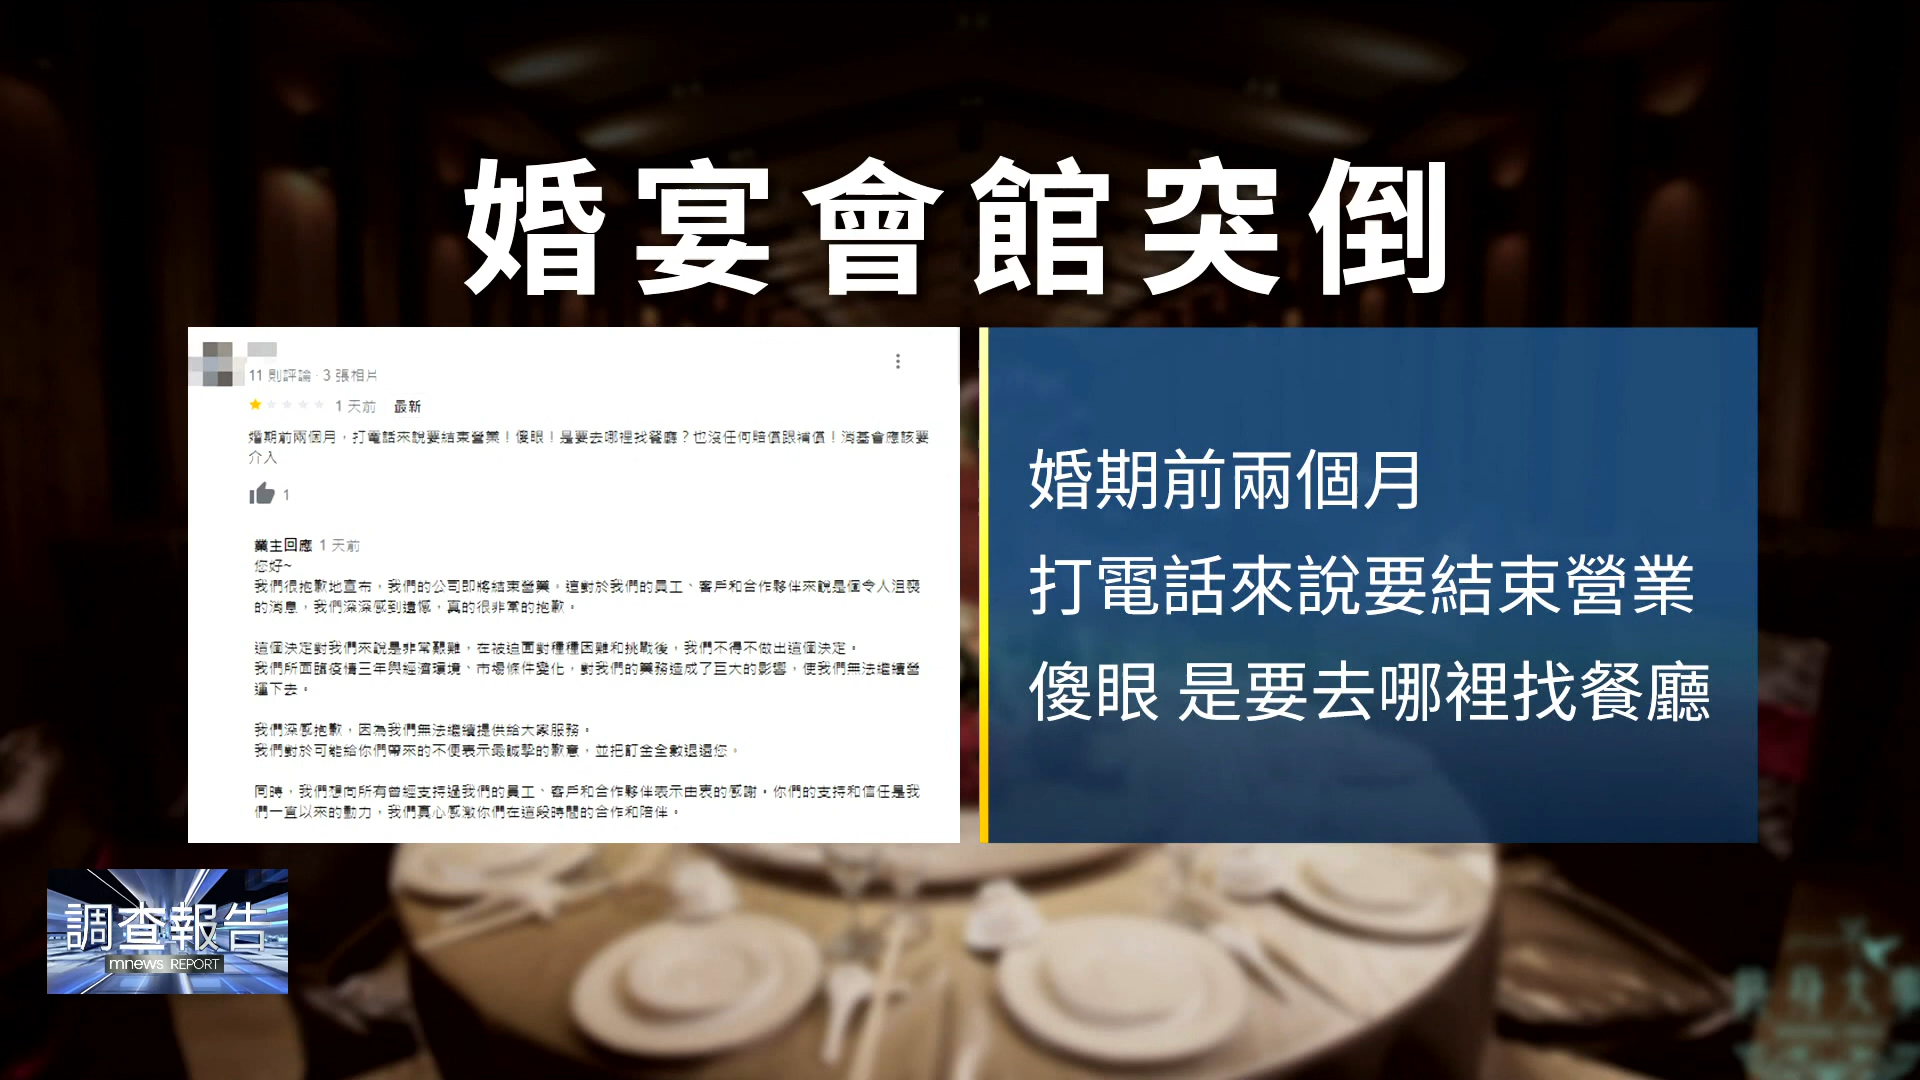 婚宴會館突倒
11 則評論 · 3 張相片
1 天前 最新
婚期前兩個月，打電話來說要結束營業！傻眼！是要去哪裡找餐廳？也沒任何賠償跟補償！消基會應該要
介入
1
業主回應 1 天前
您好~
我們很抱歉地宣布，我們的公司即將結束營業。這對於我們的員工、客戶和合作夥伴來說是個令人沮喪
的消息，我們深深感到遺憾，真的很非常的抱歉。
這個決定對我們來說是非常艱難，在被迫面對種種困難和挑戰後，我們不得不做出這個決定。
我們所面臨疫情三年與經濟環境、市場條件變化，對我們的業務造成了巨大的影響，使我們無法繼續營
運下去。
我們深感抱歉，因為我們無法繼續提供給大家服務。
我們對於可能給你們帶來的不便表示最誠摯的歉意，並把訂金全數退還您。
同時，我們想向所有曾經支持過我們的員工、客戶和合作夥伴表示由衷的感謝。你們的支持和信任是我
們一直以來的動力，我們真心感激你們在這段時間的合作和陪伴。
婚期前兩個月
打電話來說要結束營業
傻眼 是要去哪裡找餐廳
調查報告
mnews REPORT